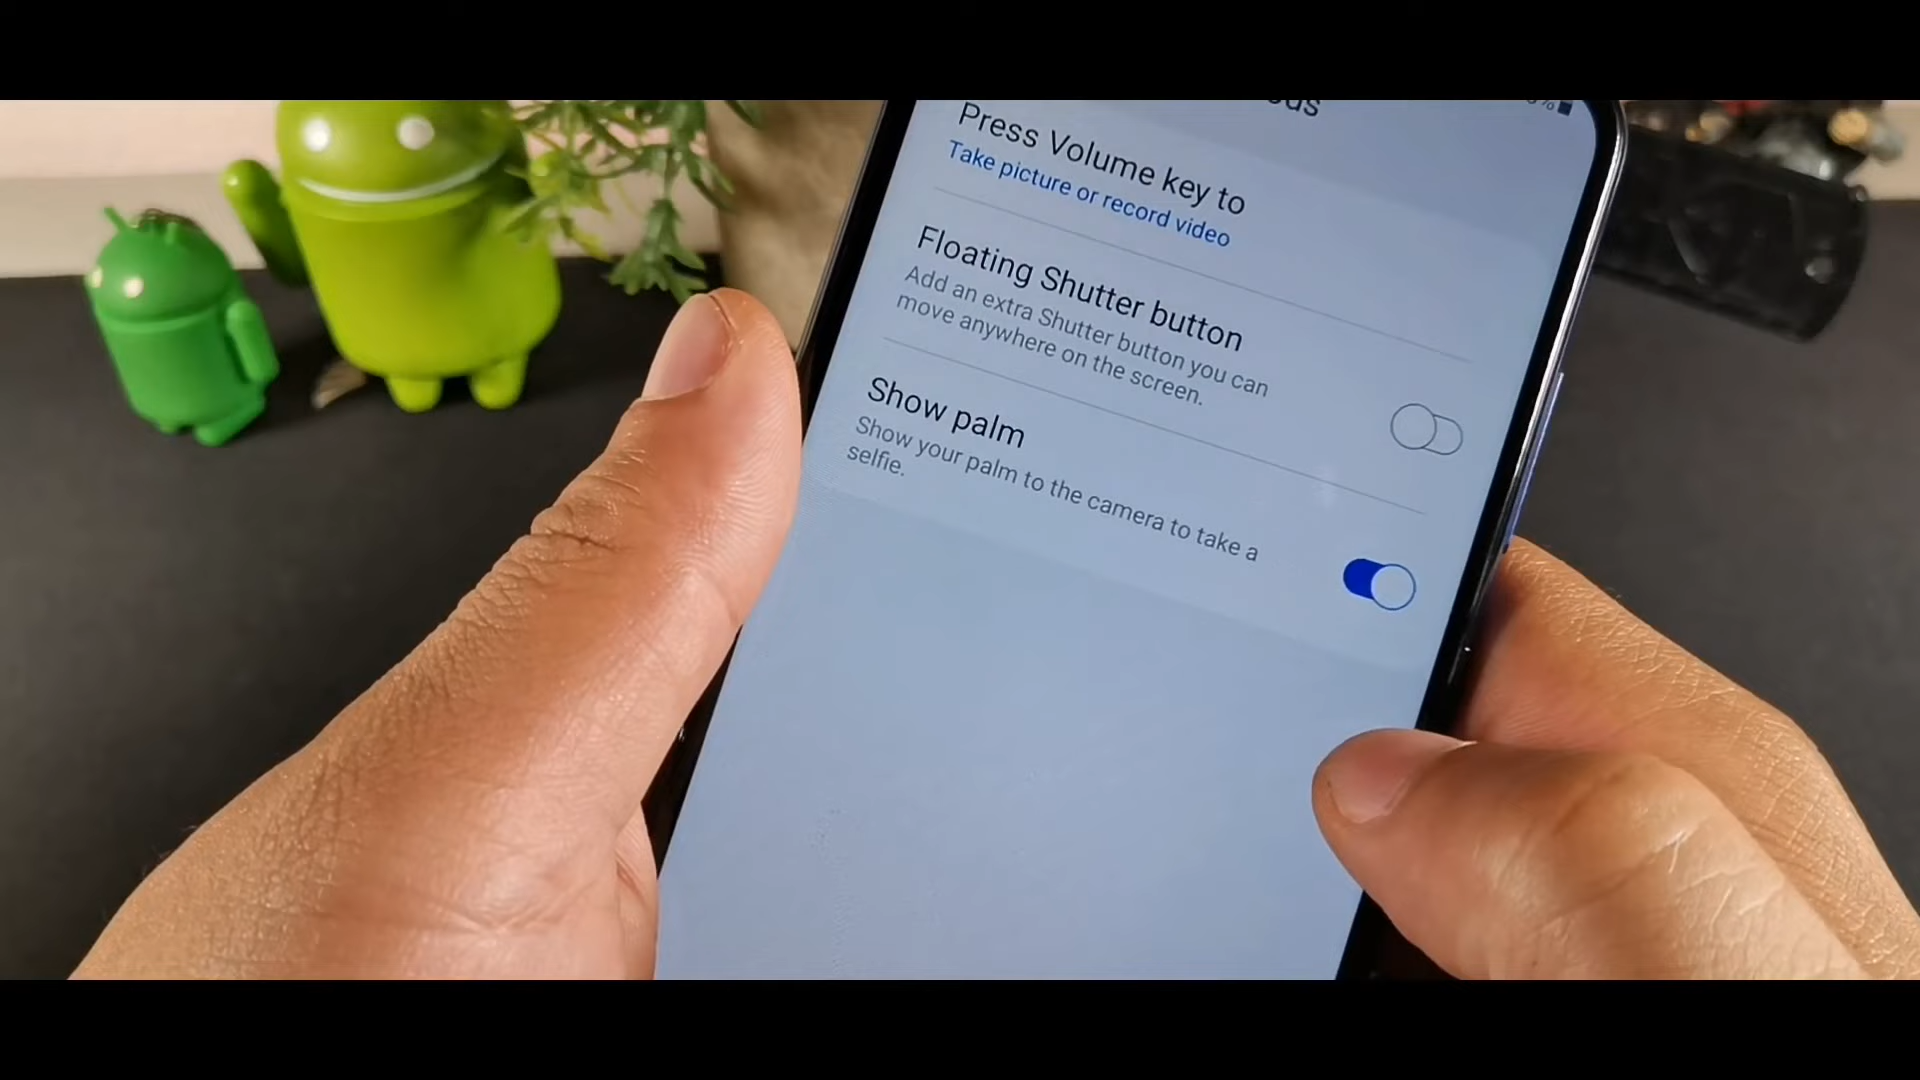 Press Volume key to
Take picture or record video
Floating Shutter button
Add an extra Shutter button you can
move anywhere on the screen.
Show palm
Show your palm to the camera to take a
selfie.